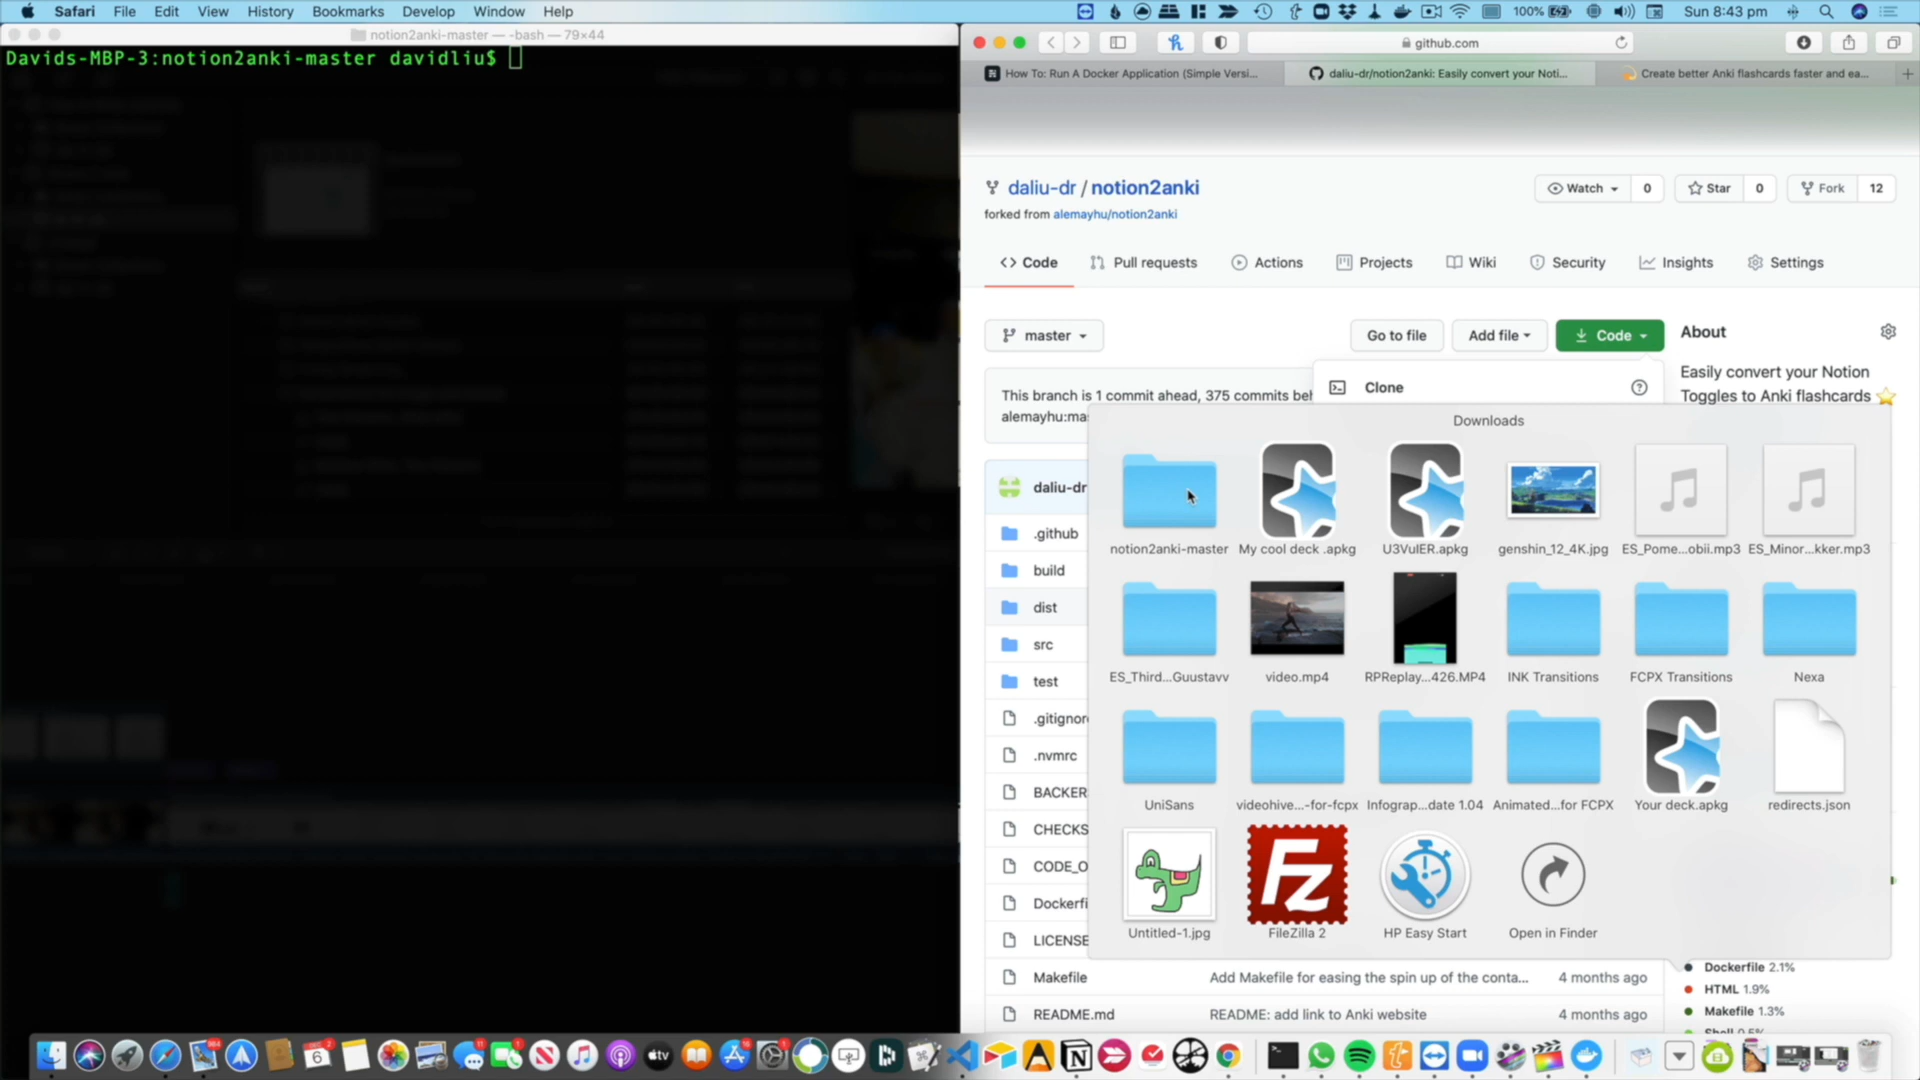 Safari File Edit View History Bookmarks Develop Window Help
100% Sun 8:43 pm
notion2anki-master — -bash — 79×44
Davids-MBP-3:notion2anki-master davidliu$
github.com
How To: Run A Docker Application (Simple Versi...
daliu-dr/notion2anki: Easily convert your Noti...
Create better Anki flashcards faster and ea...
daliu-dr / notion2anki
forked from alemayhu/notion2anki
Watch 0 Star 0 Fork 12
Code Pull requests Actions Projects Wiki Security Insights Settings
master Go to file Add file Code
About
Easily convert your Notion
Toggles to Anki flashcards
Clone
This branch is 1 commit ahead, 375 commits beh
alemayhu:ma
daliu-dr
.github
build
dist
src
test
.gitignor
.nvmrc
BACKER
CHECKS
CODE_O
Dockerfi
LICENSE
Makefile Add Makefile for easing the spin up of the conta... 4 months ago
README.md README: add link to Anki website 4 months ago
Downloads
notion2anki-master My cool deck .apkg U3VulER.apkg genshin_12_4K.jpg ES_Pome...obii.mp3 ES_Minor...kker.mp3
ES_Third...Guustavv video.mp4 RPReplay...426.MP4 INK Transitions FCPX Transitions Nexa
UniSans videohive...-for-fcpx Infograp...date 1.04 Animated...for FCPX Your deck.apkg redirects.json
Untitled-1.jpg FileZilla 2 HP Easy Start Open in Finder
Dockerfile 2.1%
HTML 1.9%
Makefile 1.3%
Shell 0.5%